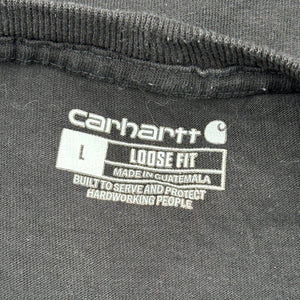 carhartt
L LOOSE FIT
MADE IN GUATEMALA
BUILT TO SERVE AND PROTECT
HARDWORKING PEOPLE